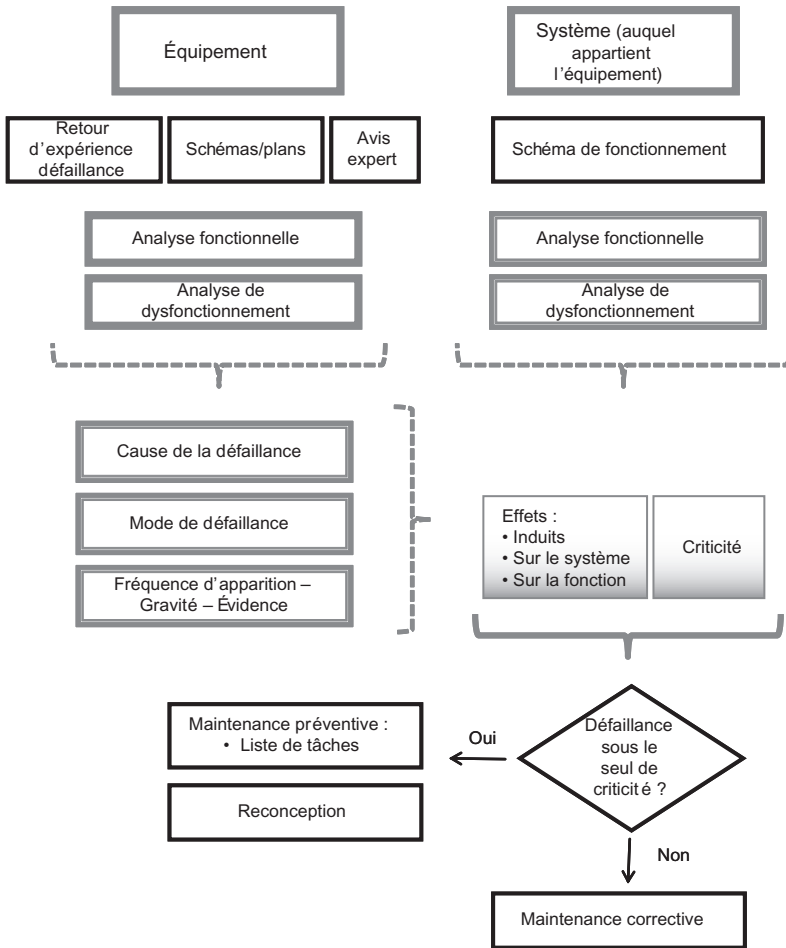 Équipement
Système (auquel
appartient
l'équipement)
Retour
d'expérience
défaillance
Schémas/plans
Avis
expert
Schéma de fonctionnement
Analyse fonctionnelle
Analyse fonctionnelle
Analyse de
dysfonctionnement
Analyse de
dysfonctionnement
Cause de la défaillance
Mode de défaillance
Fréquence d'apparition –
Gravité – Évidence
Effets :
• Induits
• Sur le système
• Sur la fonction
Criticité
Maintenance préventive :
• Liste de tâches
Reconception
Oui
Défaillance
sous le
seul de
criticité ?
Non
Maintenance corrective